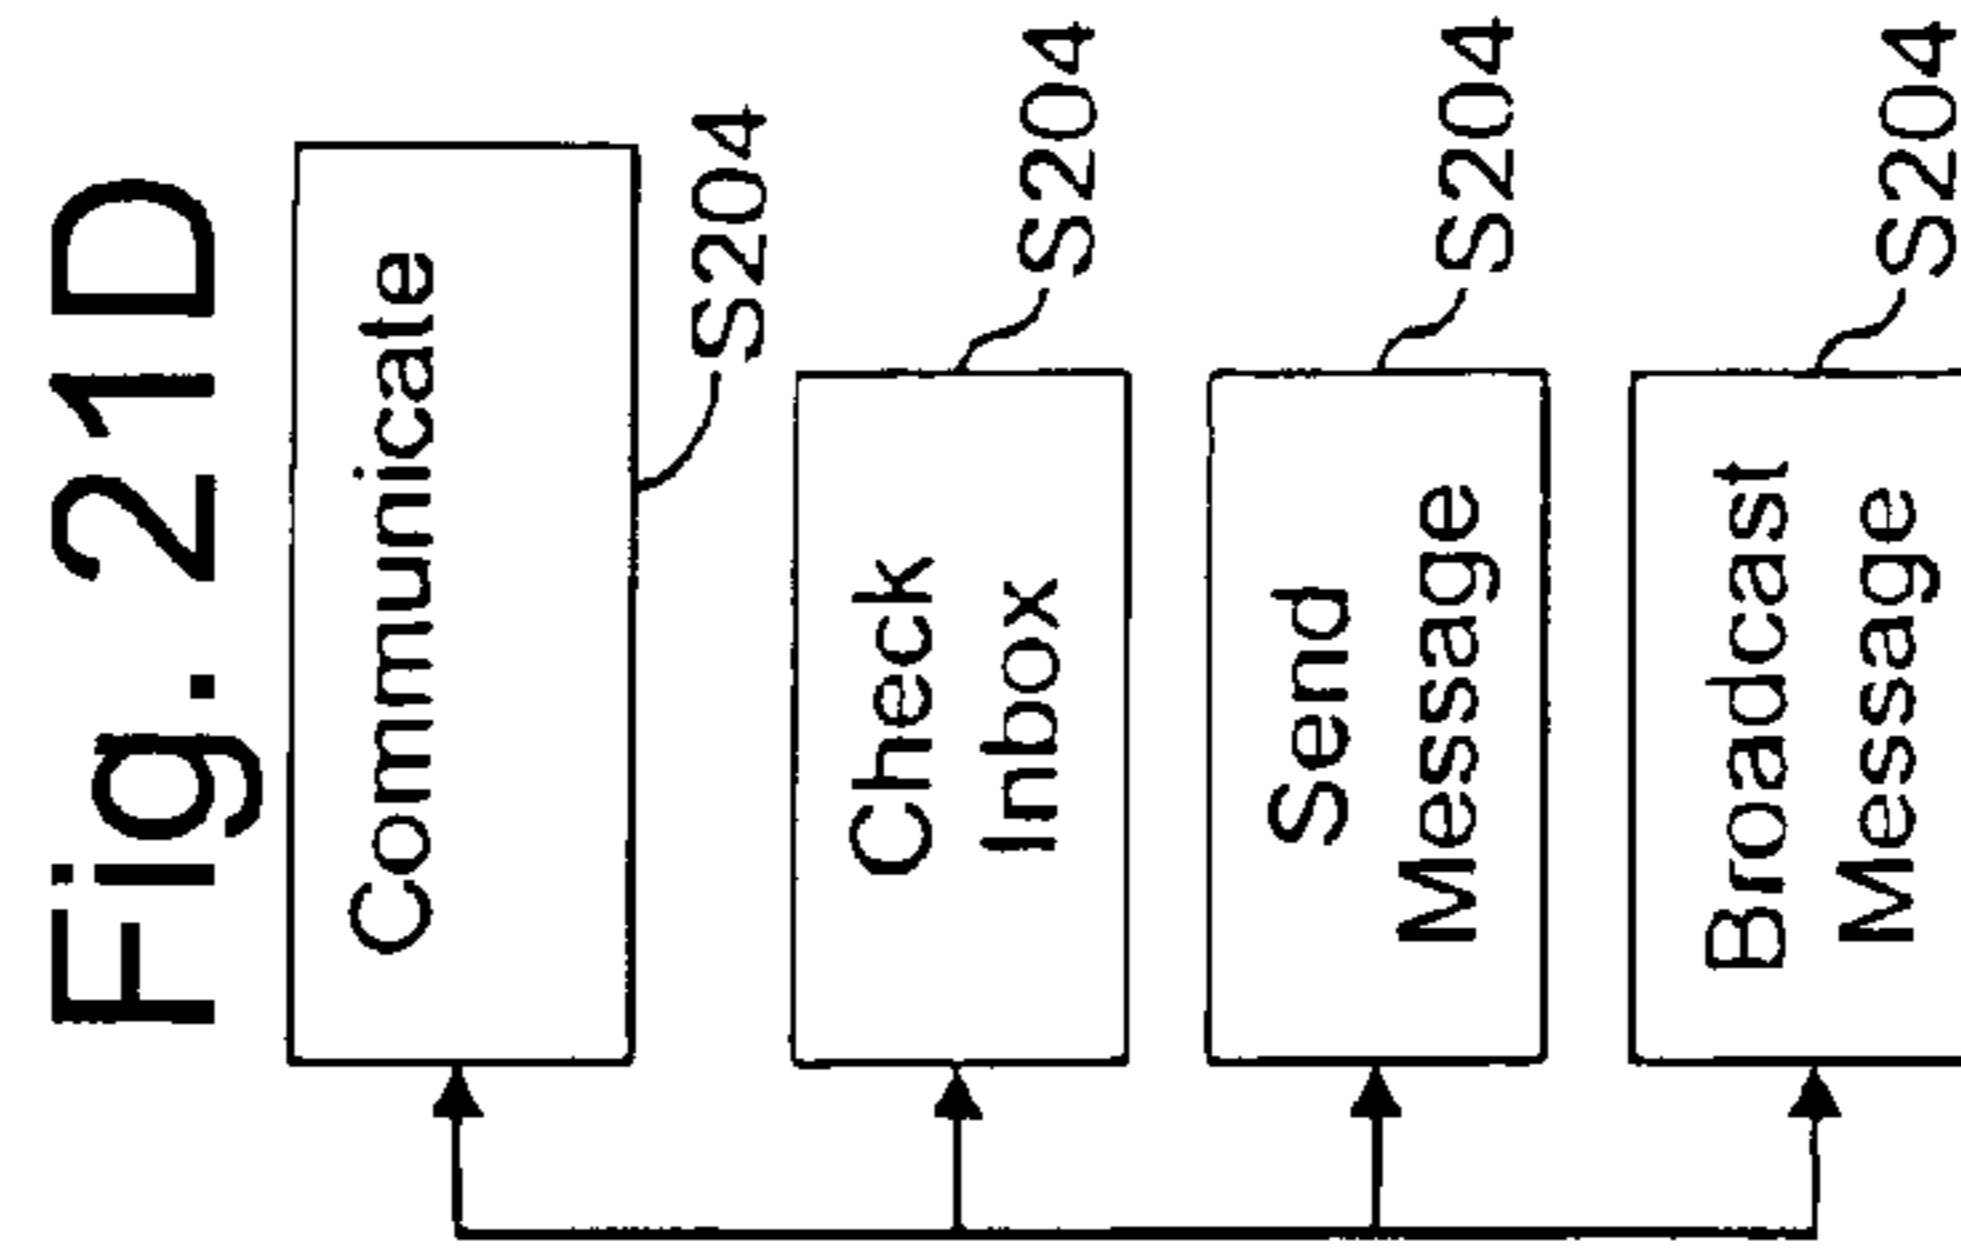 Fig. 21D
Communicate
S204
Check
Inbox
S204
Send
Message
S204
Broadcast
Message
S204